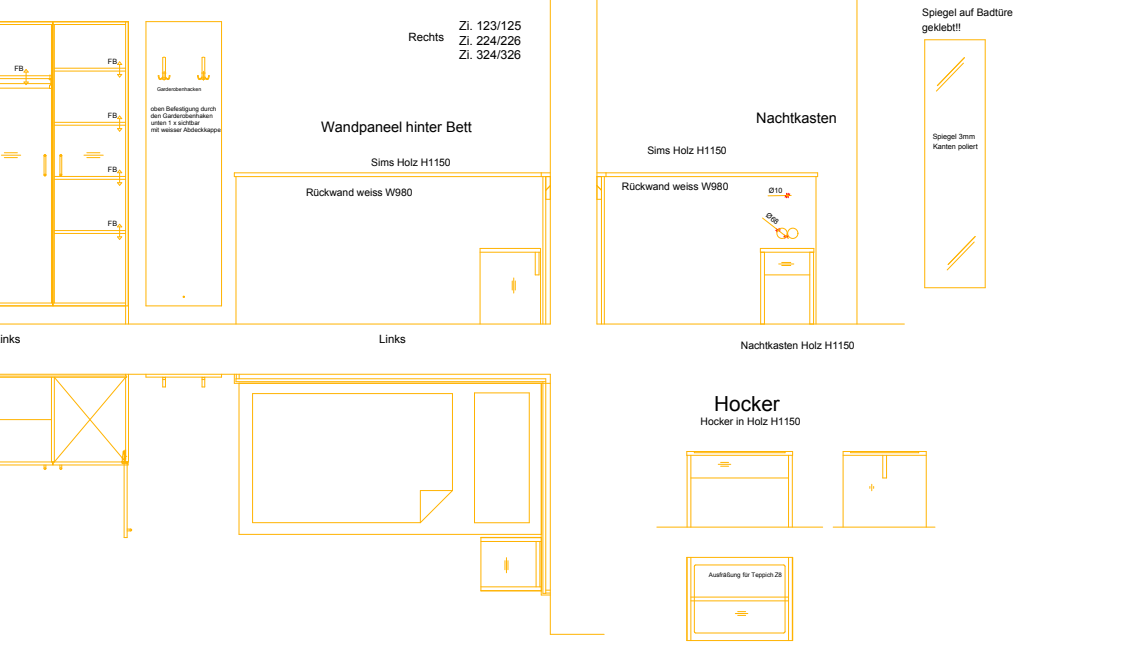 Spiegel auf Badtüre
geklebt!!
Rechts
Zi. 123/125
Zi. 224/226
Zi. 324/326
FB
FB
Garderobenhacken
oben Befestigung durch
den Garderobenhaken
unten 1 x sichtbar
mit weisser Abdeckkappe
FB
FB
FB
Wandpaneel hinter Bett
Sims Holz H1150
Rückwand weiss W980
Nachtkasten
Sims Holz H1150
Rückwand weiss W980
Ø10
Ø68
Spiegel 3mm
Kanten poliert
inks
Links
Nachtkasten Holz H1150
Hocker
Hocker in Holz H1150
Ausfräßung für Teppich Z8